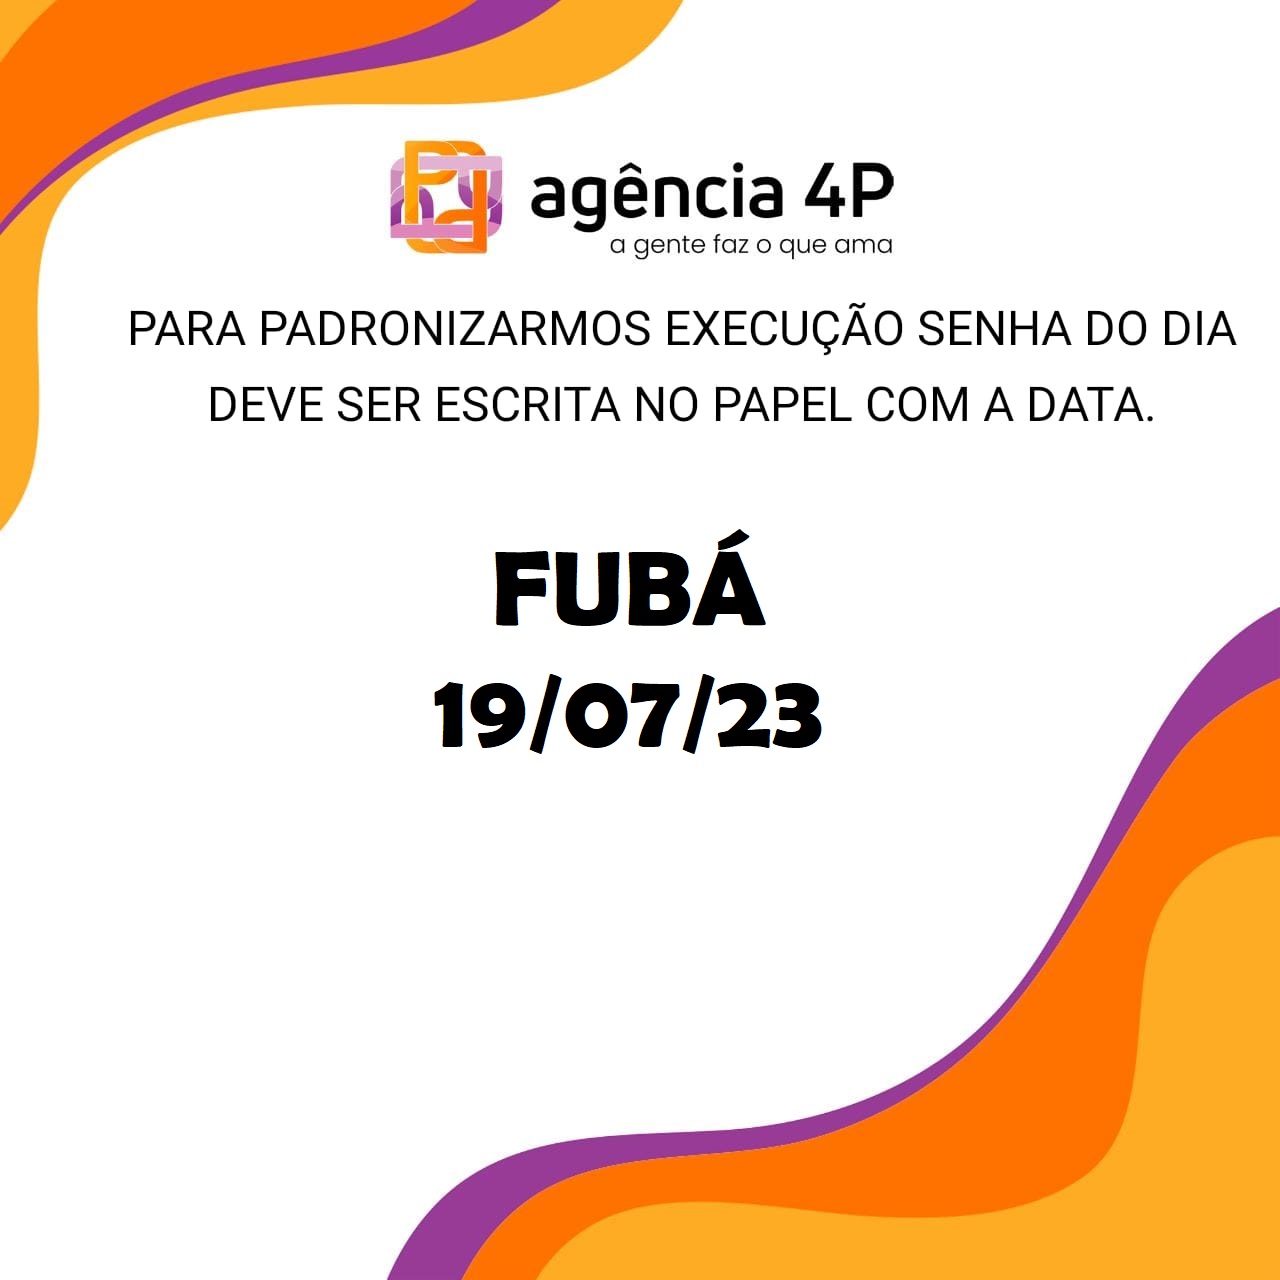 agência 4P
a gente faz o que ama
PARA PADRONIZARMOS EXECUÇÃO SENHA DO DIA
DEVE SER ESCRITA NO PAPEL COM A DATA.
FUBÁ
19/07/23